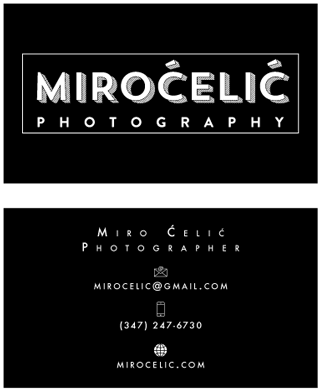 MIROĆELIĆ
PHOTOGRAPHY
MIRO ĆELIĆ
PHOTOGRAPHER
MIROCELIC@GMAIL.COM
(347) 247-6730
MIROCELIC.COM